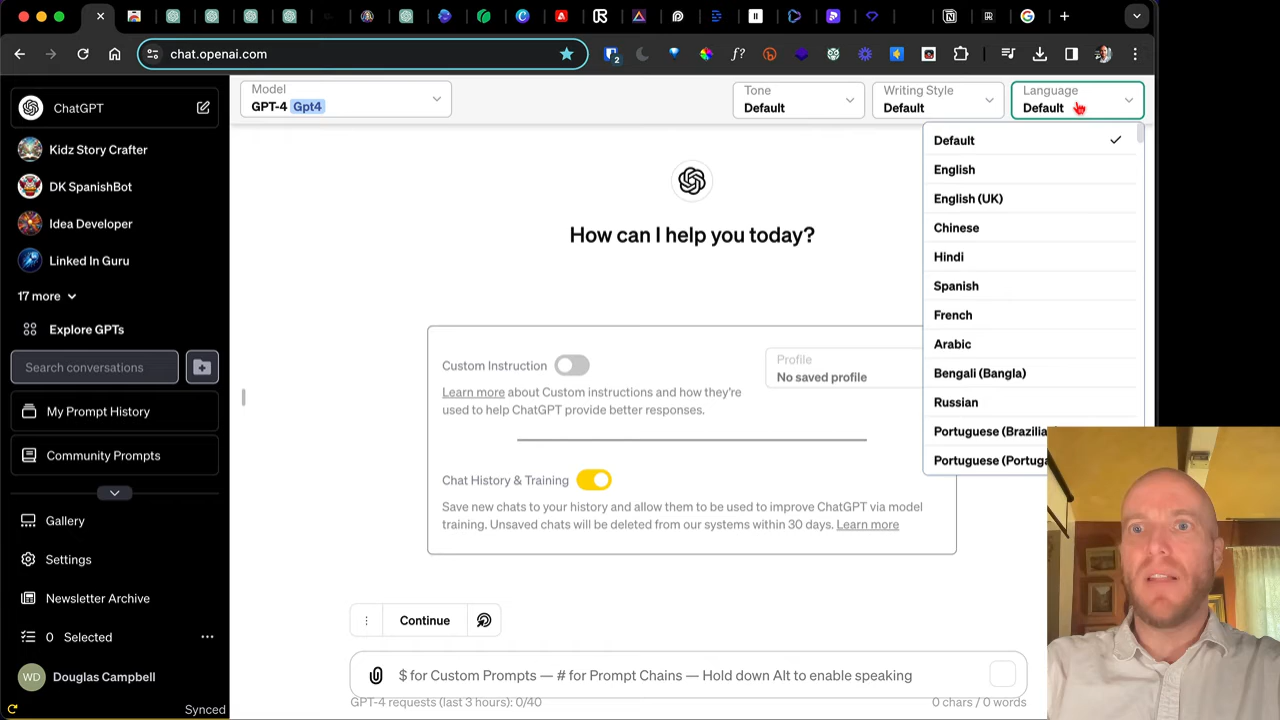 chat.openai.com
2
f?
ChatGPT
Kidz Story Crafter
DK SpanishBot
Idea Developer
Linked In Guru
17 more
Explore GPTs
Search conversations
My Prompt History
Community Prompts
Gallery
Settings
Newsletter Archive
0 Selected
WD Douglas Campbell
Synced
Model
GPT-4 Gpt4
Tone
Default
Writing Style
Default
Language
Default
Default
English
English (UK)
Chinese
Hindi
Spanish
French
Arabic
Bengali (Bangla)
Russian
Portuguese (Brazilia
Portuguese (Portuga
How can I help you today?
Custom Instruction
Learn more about Custom instructions and how they're
used to help ChatGPT provide better responses.
Profile
No saved profile
Chat History & Training
Save new chats to your history and allow them to be used to improve ChatGPT via model
training. Unsaved chats will be deleted from our systems within 30 days. Learn more
Continue
$ for Custom Prompts — # for Prompt Chains — Hold down Alt to enable speaking
GPT-4 requests (last 3 hours): 0/40
0 chars / 0 words